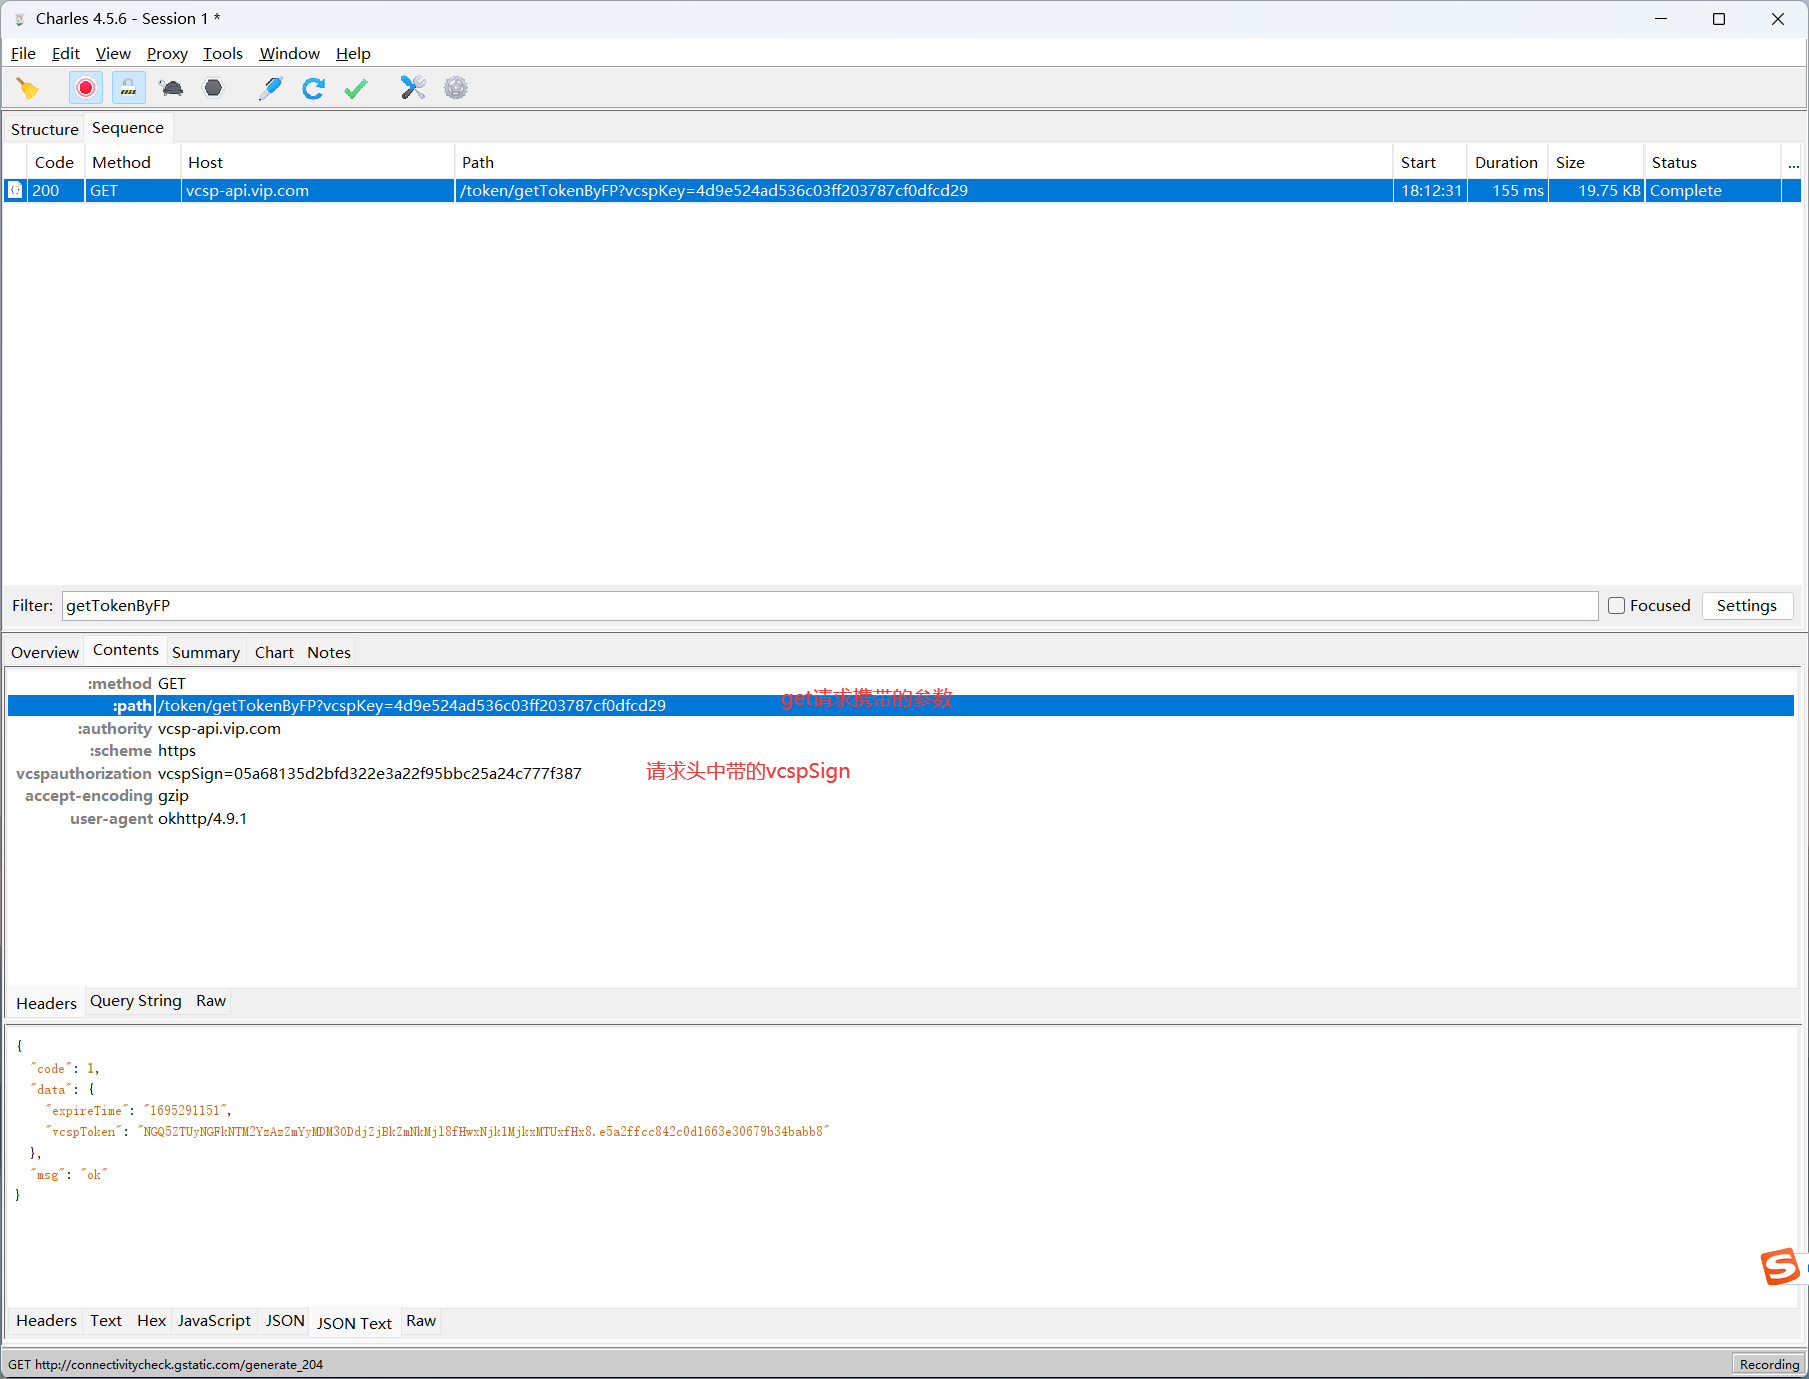 Charles 4.5.6 - Session 1 *
File Edit View Proxy Tools Window Help
Structure Sequence
Code Method Host Path Start Duration Size Status ...
200 GET vcsp-api.vip.com /token/getTokenByFP?vcspKey=4d9e524ad536c03ff203787cf0dfcd29 18:12:31 155 ms 19.75 KB Complete
Filter: getTokenByFP Focused Settings
Overview Contents Summary Chart Notes
:method GET
:path /token/getTokenByFP?vcspKey=4d9e524ad536c03ff203787cf0dfcd29 get请求携带的参数
:authority vcsp-api.vip.com
:scheme https
vcspauthorization vcspSign=05a68135d2bfd322e3a22f95bbc25a24c777f387 请求头中带的vcspSign
accept-encoding gzip
user-agent okhttp/4.9.1
Headers Query String Raw
{
"code": 1,
"data": {
"expireTime": "1695291151",
"vcspToken": "NGQ5ZTUyNGFkNTM2YzAzZmYyMDM3ODdjZjBkZmNkMjl8fHwxNjk1MjkxMTUxfHx8.e5a2ffcc842c0d1663e30679b34babb8"
},
"msg": "ok"
}
Headers Text Hex JavaScript JSON JSON Text Raw
GET http://connectivitycheck.gstatic.com/generate_204 Recording